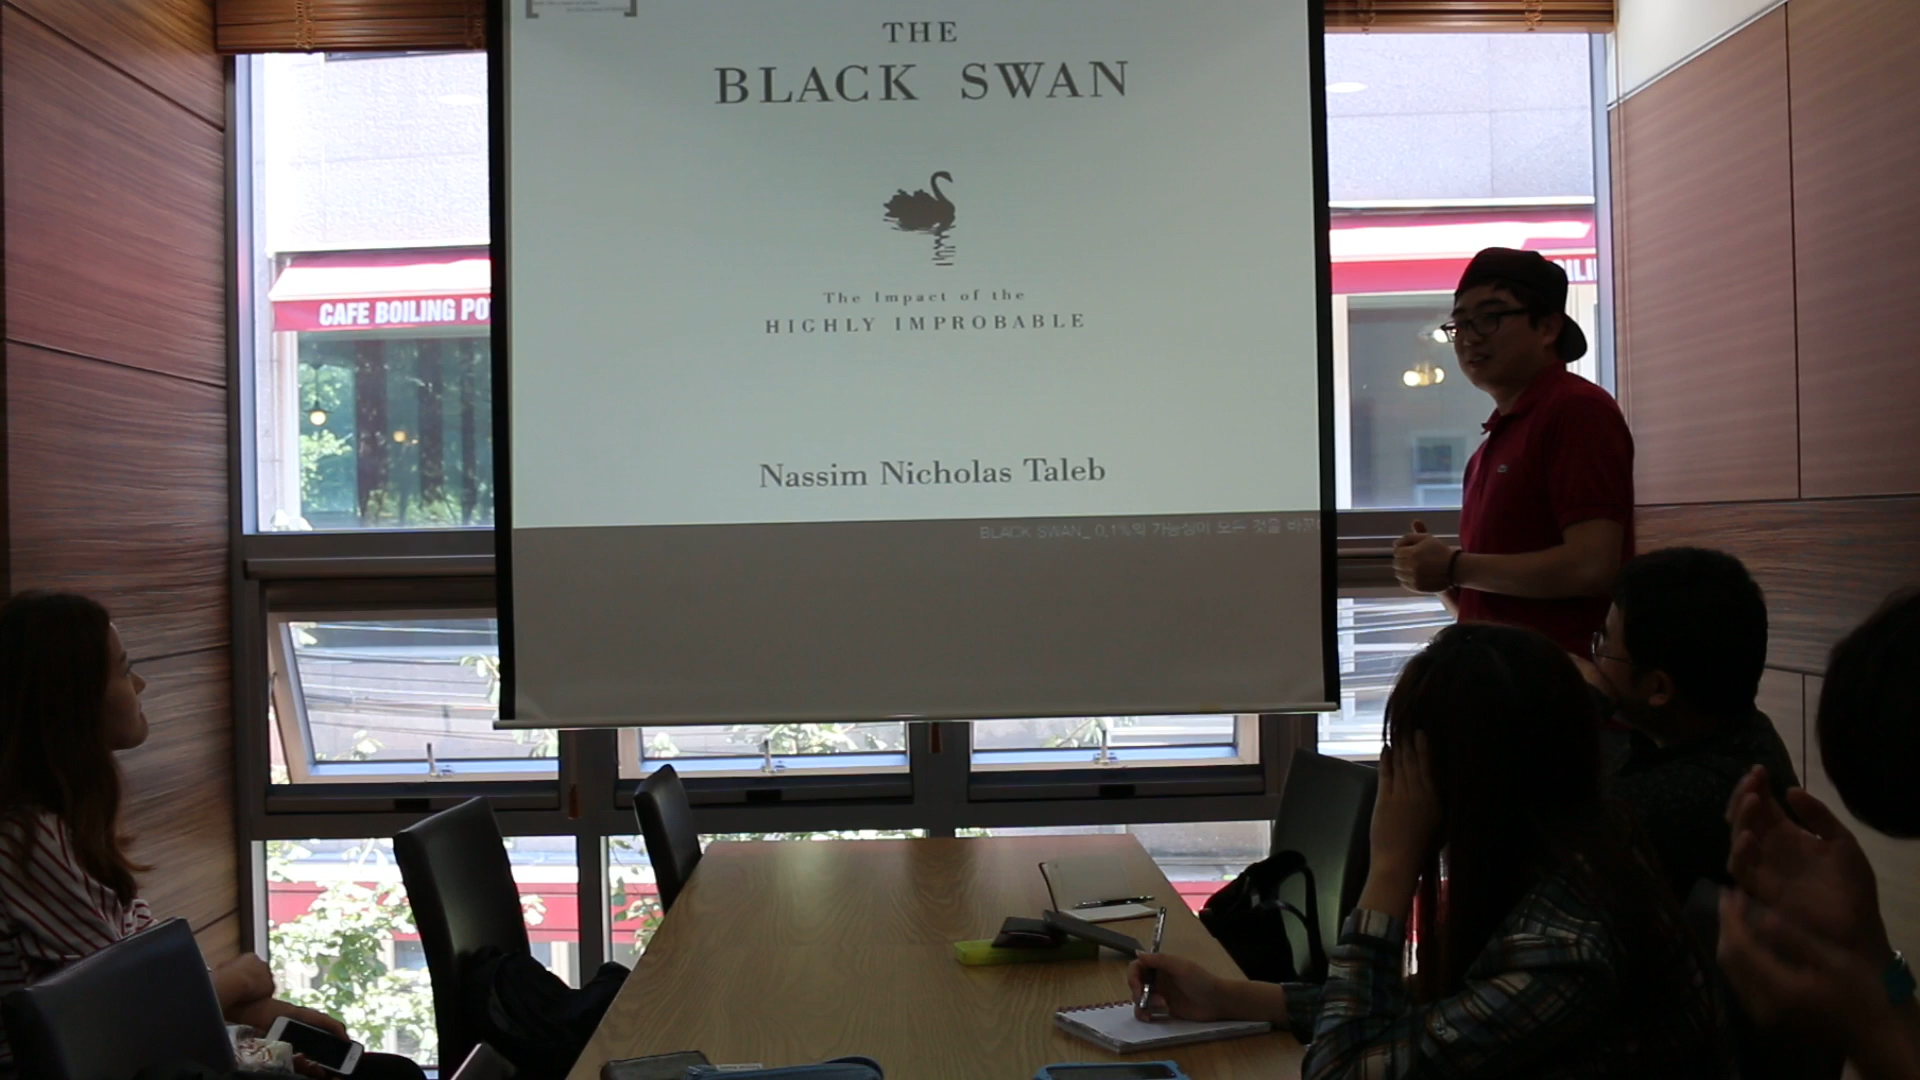 THE
BLACK SWAN
The Impact of the
HIGHLY IMPROBABLE
Nassim Nicholas Taleb
BLACK SWAN_ 0.1%의 가능성이 모든 것을 바꾼
CAFE BOILING PO